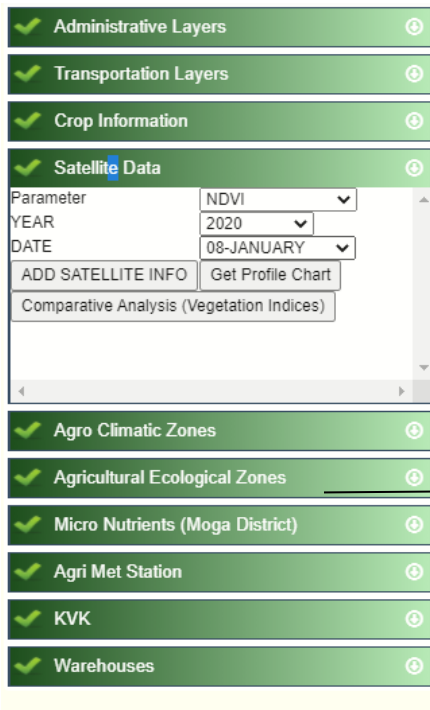 Administrative Layers
Transportation Layers
Crop Information
Satellite Data
Parameter NDVI
YEAR 2020
DATE 08-JANUARY
ADD SATELLITE INFO Get Profile Chart
Comparative Analysis (Vegetation Indices)
Agro Climatic Zones
Agricultural Ecological Zones
Micro Nutrients (Moga District)
Agri Met Station
KVK
Warehouses